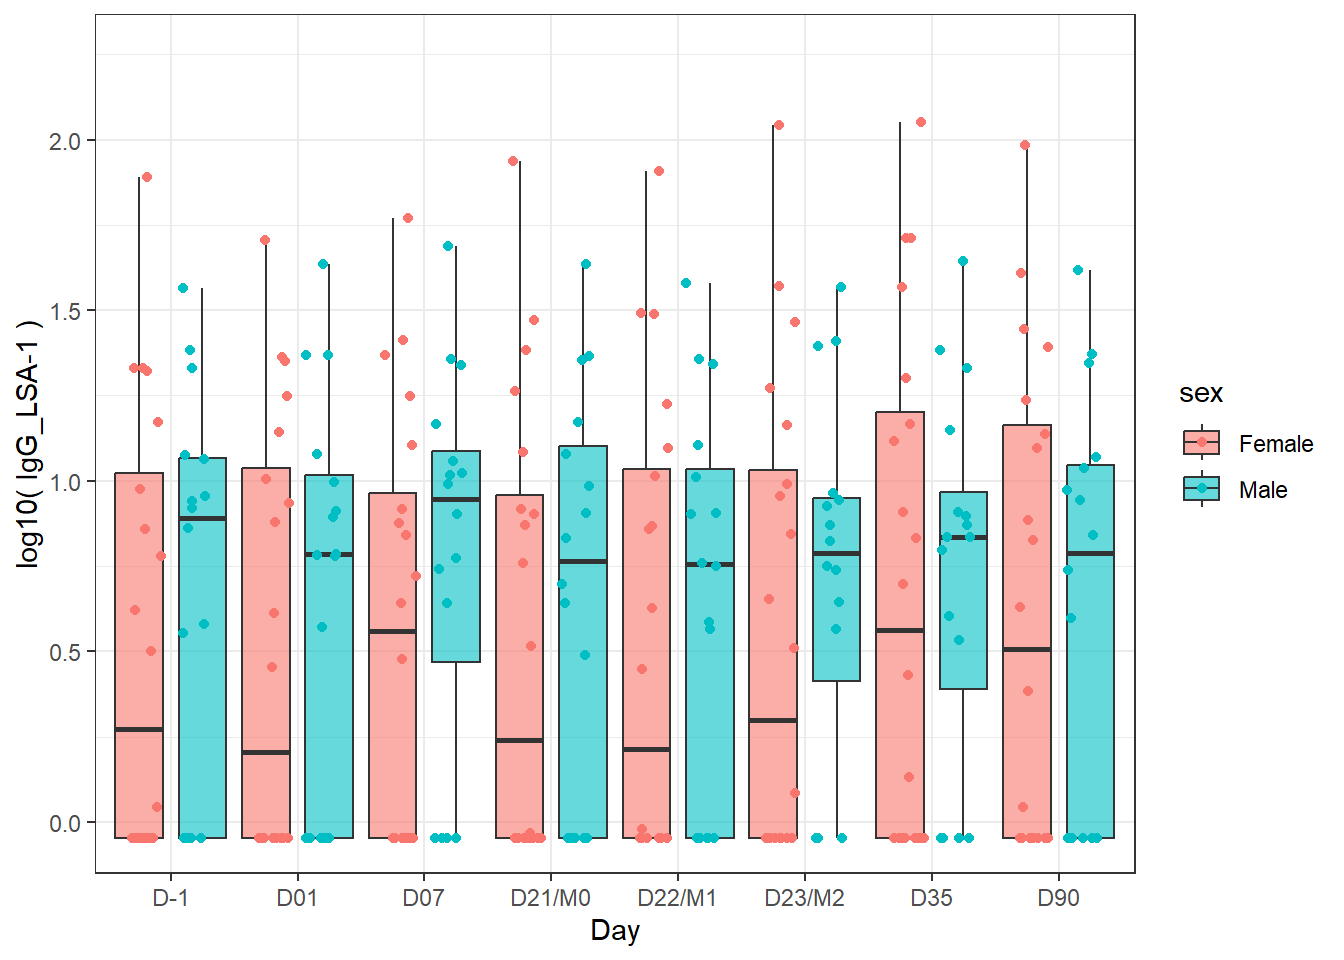 log10( IgG_LSA-1 )
2.0
1.5
1.0
0.5
0.0
D-1 D01 D07 D21/M0 D22/M1 D23/M2 D35 D90
Day
sex
Female
Male